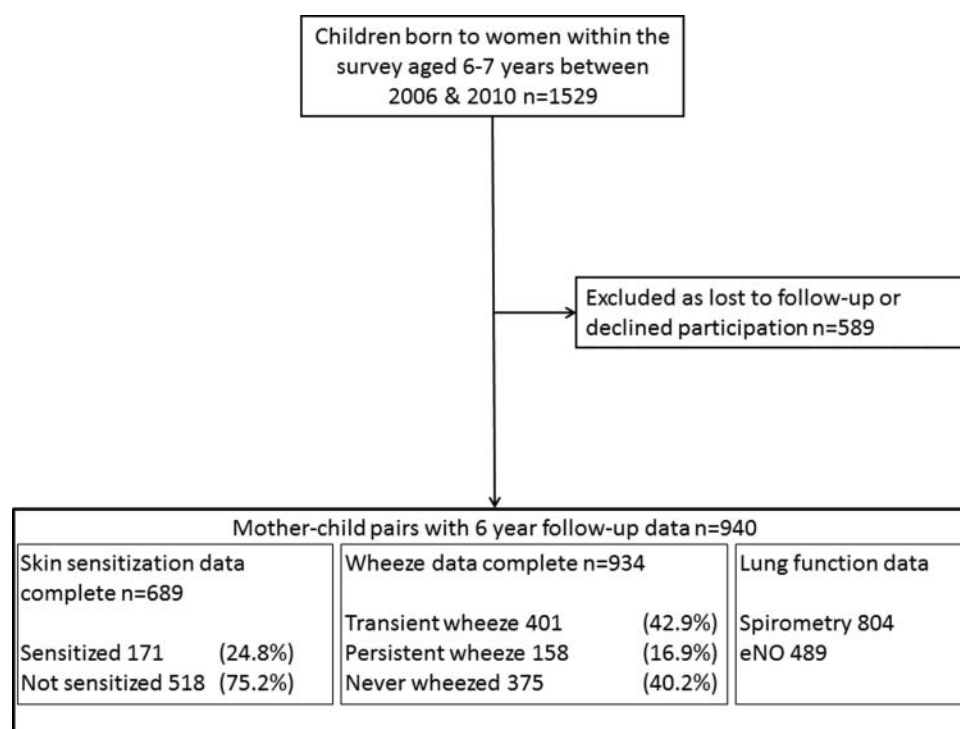 Children born to women within the
survey aged 6-7 years between
2006 & 2010 n=1529
Excluded as lost to follow-up or
declined participation n=589
Mother-child pairs with 6 year follow-up data n=940
Skin sensitization data
complete n=689
Sensitized 171 (24.8%)
Not sensitized 518 (75.2%)
Wheeze data complete n=934
Transient wheeze 401 (42.9%)
Persistent wheeze 158 (16.9%)
Never wheezed 375 (40.2%)
Lung function data
Spirometry 804
eNO 489